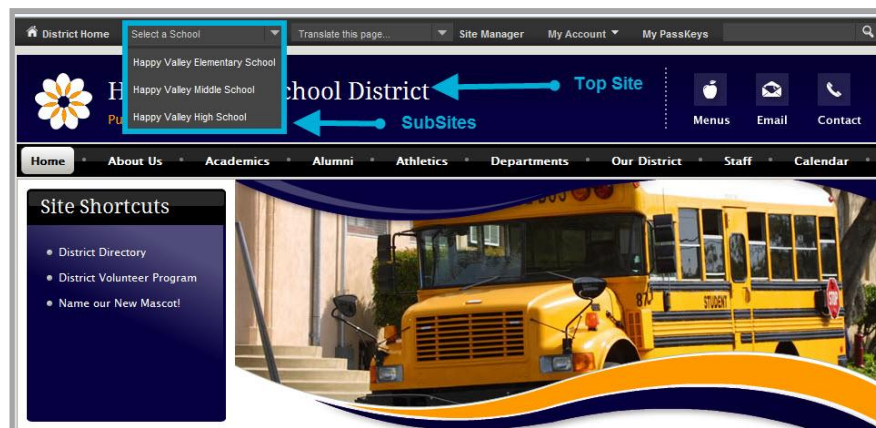 District Home Select a School Translate this page... Site Manager My Account My PassKeys
Happy Valley Elementary School
Happy Valley Middle School
Happy Valley High School
H chool District
Pu
Top Site
SubSites
Menus Email Contact
Home About Us Academics Alumni Athletics Departments Our District Staff Calendar
Site Shortcuts
District Directory
District Volunteer Program
Name our New Mascot!
STUDENT
STOP